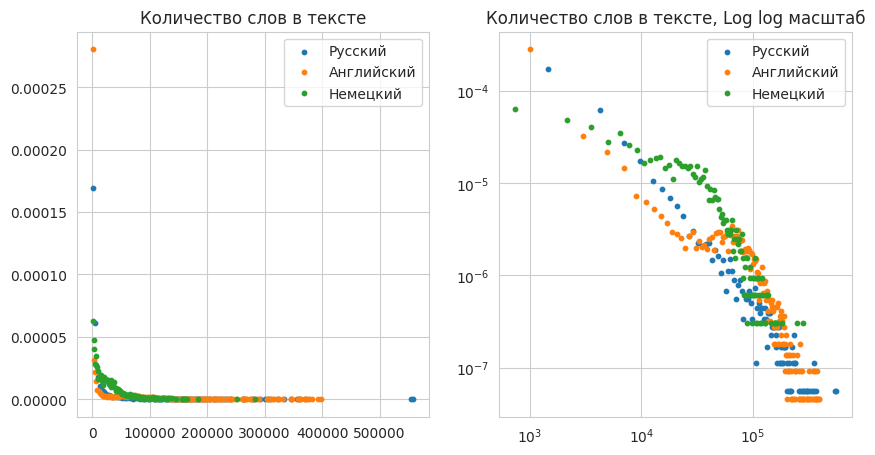 Количество слов в тексте
Русский
Английский
Немецкий
0.00025
0.00020
0.00015
0.00010
0.00005
0.00000
0 100000 200000 300000 400000 500000
Количество слов в тексте, Log log масштаб
Русский
Английский
Немецкий
10⁻⁴
10⁻⁵
10⁻⁶
10⁻⁷
10³ 10⁴ 10⁵